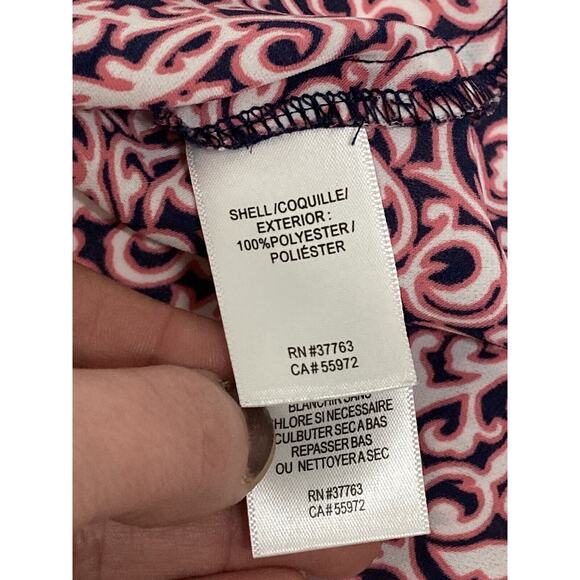 SHELL/COQUILLE/
EXTERIOR :
100%POLYESTER/
POLIÉSTER
RN#37763
CA#55972
BLANCHIR SANS
HLORE SI NECESSAIRE
CULBUTER SEC A BAS
REPASSER BAS
OU NETTOYER A SEC
RN#37763
CA#55972